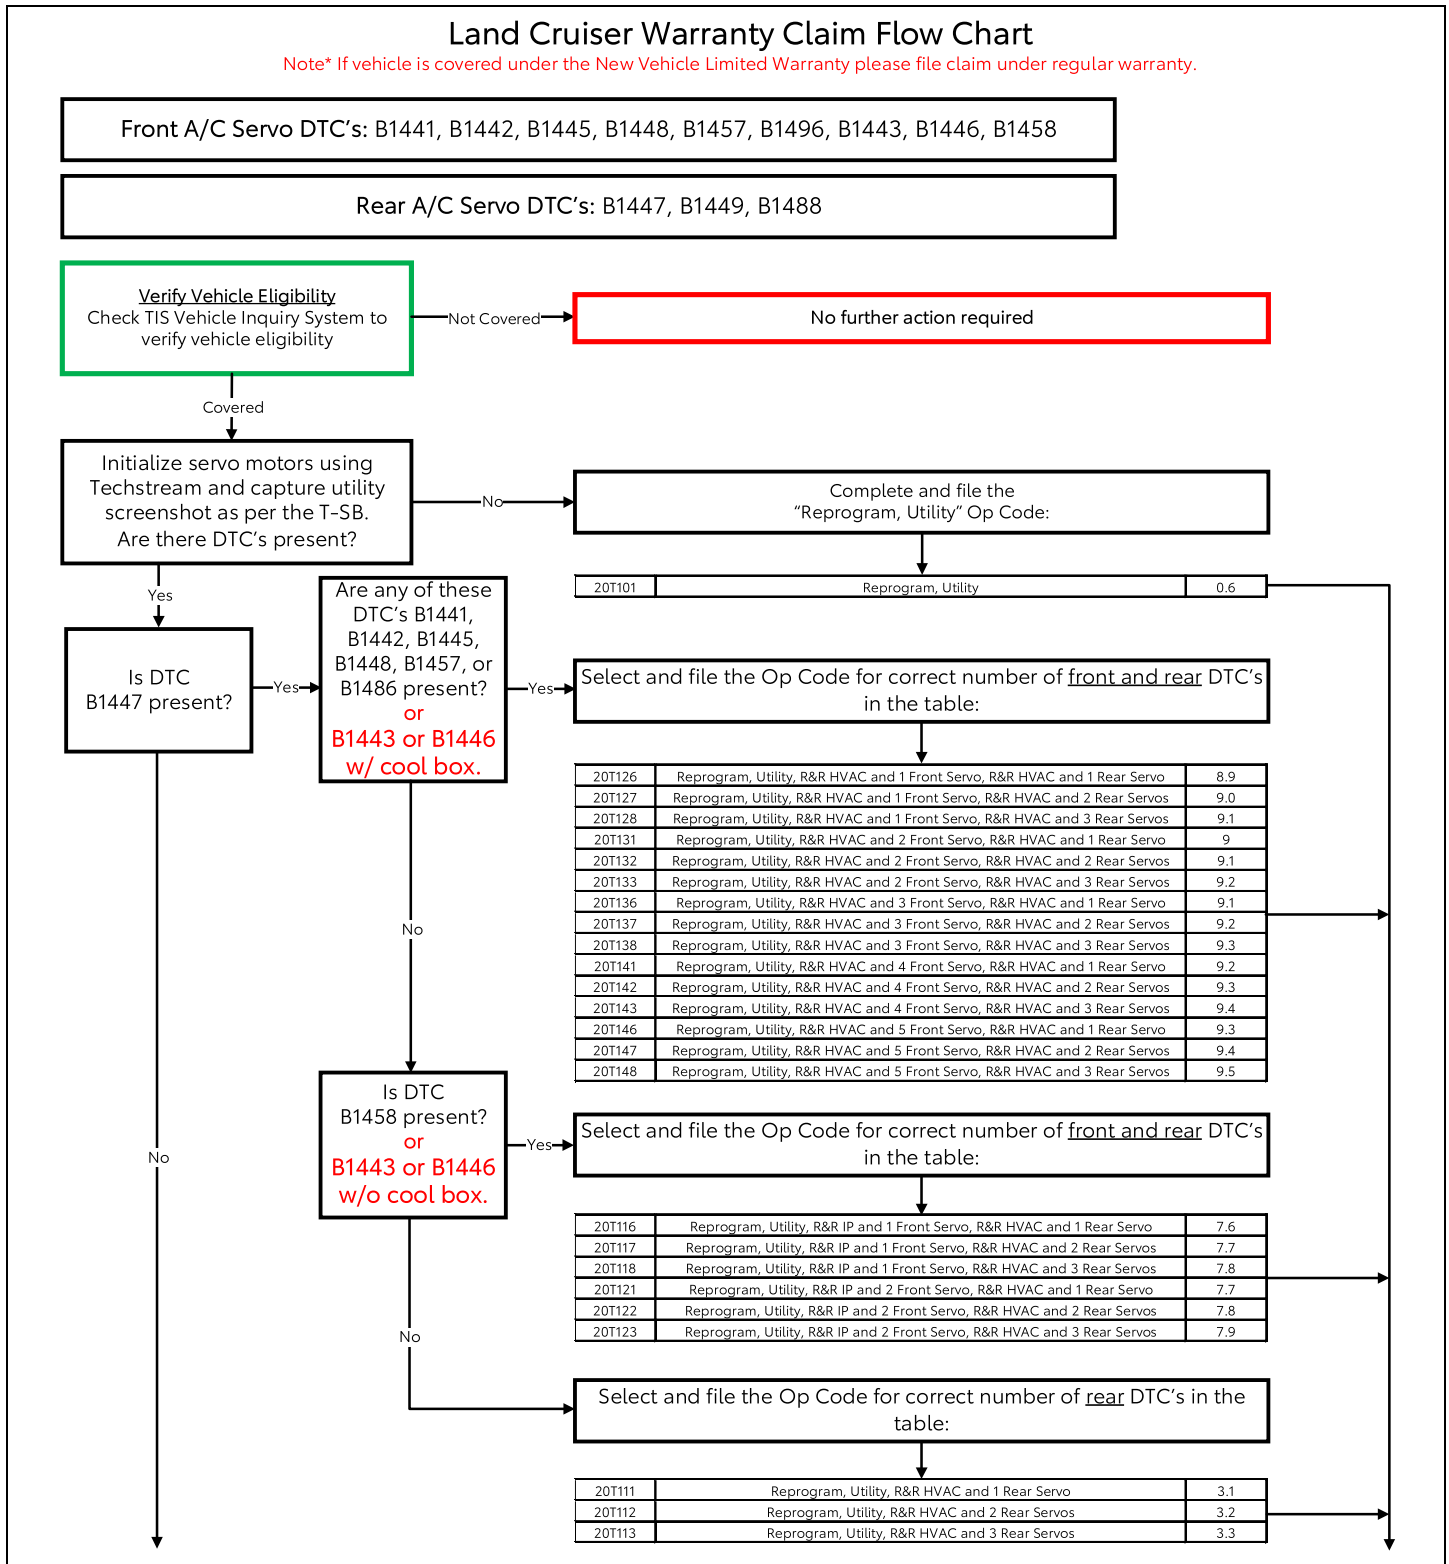 Land Cruiser Warranty Claim Flow Chart
Note* If vehicle is covered under the New Vehicle Limited Warranty please file claim under regular warranty.
Front A/C Servo DTC's: B1441, B1442, B1445, B1448, B1457, B1496, B1443, B1446, B1458
Rear A/C Servo DTC's: B1447, B1449, B1488
Verify Vehicle Eligibility
Check TIS Vehicle Inquiry System to
verify vehicle eligibility
Not Covered
No further action required
Covered
Initialize servo motors using
Techstream and capture utility
screenshot as per the T-SB.
Are there DTC's present?
No
Complete and file the
“Reprogram, Utility” Op Code:
20T101 Reprogram, Utility 0.6
Yes
Is DTC
B1447 present?
Yes
Are any of these
DTC's B1441,
B1442, B1445,
B1448, B1457, or
B1486 present?
or
B1443 or B1446
w/ cool box.
Yes
Select and file the Op Code for correct number of front and rear DTC's
in the table:
20T126 Reprogram, Utility, R&R HVAC and 1 Front Servo, R&R HVAC and 1 Rear Servo 8.9
20T127 Reprogram, Utility, R&R HVAC and 1 Front Servo, R&R HVAC and 2 Rear Servos 9.0
20T128 Reprogram, Utility, R&R HVAC and 1 Front Servo, R&R HVAC and 3 Rear Servos 9.1
20T131 Reprogram, Utility, R&R HVAC and 2 Front Servo, R&R HVAC and 1 Rear Servo 9
20T132 Reprogram, Utility, R&R HVAC and 2 Front Servo, R&R HVAC and 2 Rear Servos 9.1
20T133 Reprogram, Utility, R&R HVAC and 2 Front Servo, R&R HVAC and 3 Rear Servos 9.2
20T136 Reprogram, Utility, R&R HVAC and 3 Front Servo, R&R HVAC and 1 Rear Servo 9.1
20T137 Reprogram, Utility, R&R HVAC and 3 Front Servo, R&R HVAC and 2 Rear Servos 9.2
20T138 Reprogram, Utility, R&R HVAC and 3 Front Servo, R&R HVAC and 3 Rear Servos 9.3
20T141 Reprogram, Utility, R&R HVAC and 4 Front Servo, R&R HVAC and 1 Rear Servo 9.2
20T142 Reprogram, Utility, R&R HVAC and 4 Front Servo, R&R HVAC and 2 Rear Servos 9.3
20T143 Reprogram, Utility, R&R HVAC and 4 Front Servo, R&R HVAC and 3 Rear Servos 9.4
20T146 Reprogram, Utility, R&R HVAC and 5 Front Servo, R&R HVAC and 1 Rear Servo 9.3
20T147 Reprogram, Utility, R&R HVAC and 5 Front Servo, R&R HVAC and 2 Rear Servos 9.4
20T148 Reprogram, Utility, R&R HVAC and 5 Front Servo, R&R HVAC and 3 Rear Servos 9.5
No
Is DTC
B1458 present?
or
B1443 or B1446
w/o cool box.
Yes
Select and file the Op Code for correct number of front and rear DTC's
in the table:
20T116 Reprogram, Utility, R&R IP and 1 Front Servo, R&R HVAC and 1 Rear Servo 7.6
20T117 Reprogram, Utility, R&R IP and 1 Front Servo, R&R HVAC and 2 Rear Servos 7.7
20T118 Reprogram, Utility, R&R IP and 1 Front Servo, R&R HVAC and 3 Rear Servos 7.8
20T121 Reprogram, Utility, R&R IP and 2 Front Servo, R&R HVAC and 1 Rear Servo 7.7
20T122 Reprogram, Utility, R&R IP and 2 Front Servo, R&R HVAC and 2 Rear Servos 7.8
20T123 Reprogram, Utility, R&R IP and 2 Front Servo, R&R HVAC and 3 Rear Servos 7.9
No
No
Select and file the Op Code for correct number of rear DTC's in the
table:
20T111 Reprogram, Utility, R&R HVAC and 1 Rear Servo 3.1
20T112 Reprogram, Utility, R&R HVAC and 2 Rear Servos 3.2
20T113 Reprogram, Utility, R&R HVAC and 3 Rear Servos 3.3